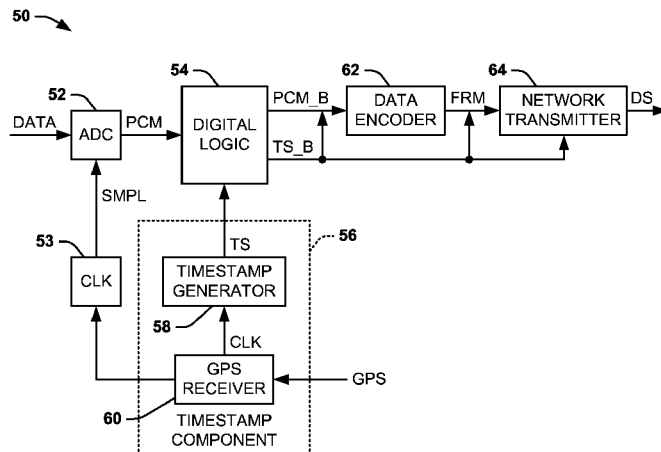 50
52
54
62
64
DATA
ADC
PCM
DIGITAL
LOGIC
PCM_B
TS_B
DATA
ENCODER
FRM
NETWORK
TRANSMITTER
DS
SMPL
53
CLK
56
TS
TIMESTAMP
GENERATOR
58
CLK
GPS
RECEIVER
GPS
60
TIMESTAMP
COMPONENT